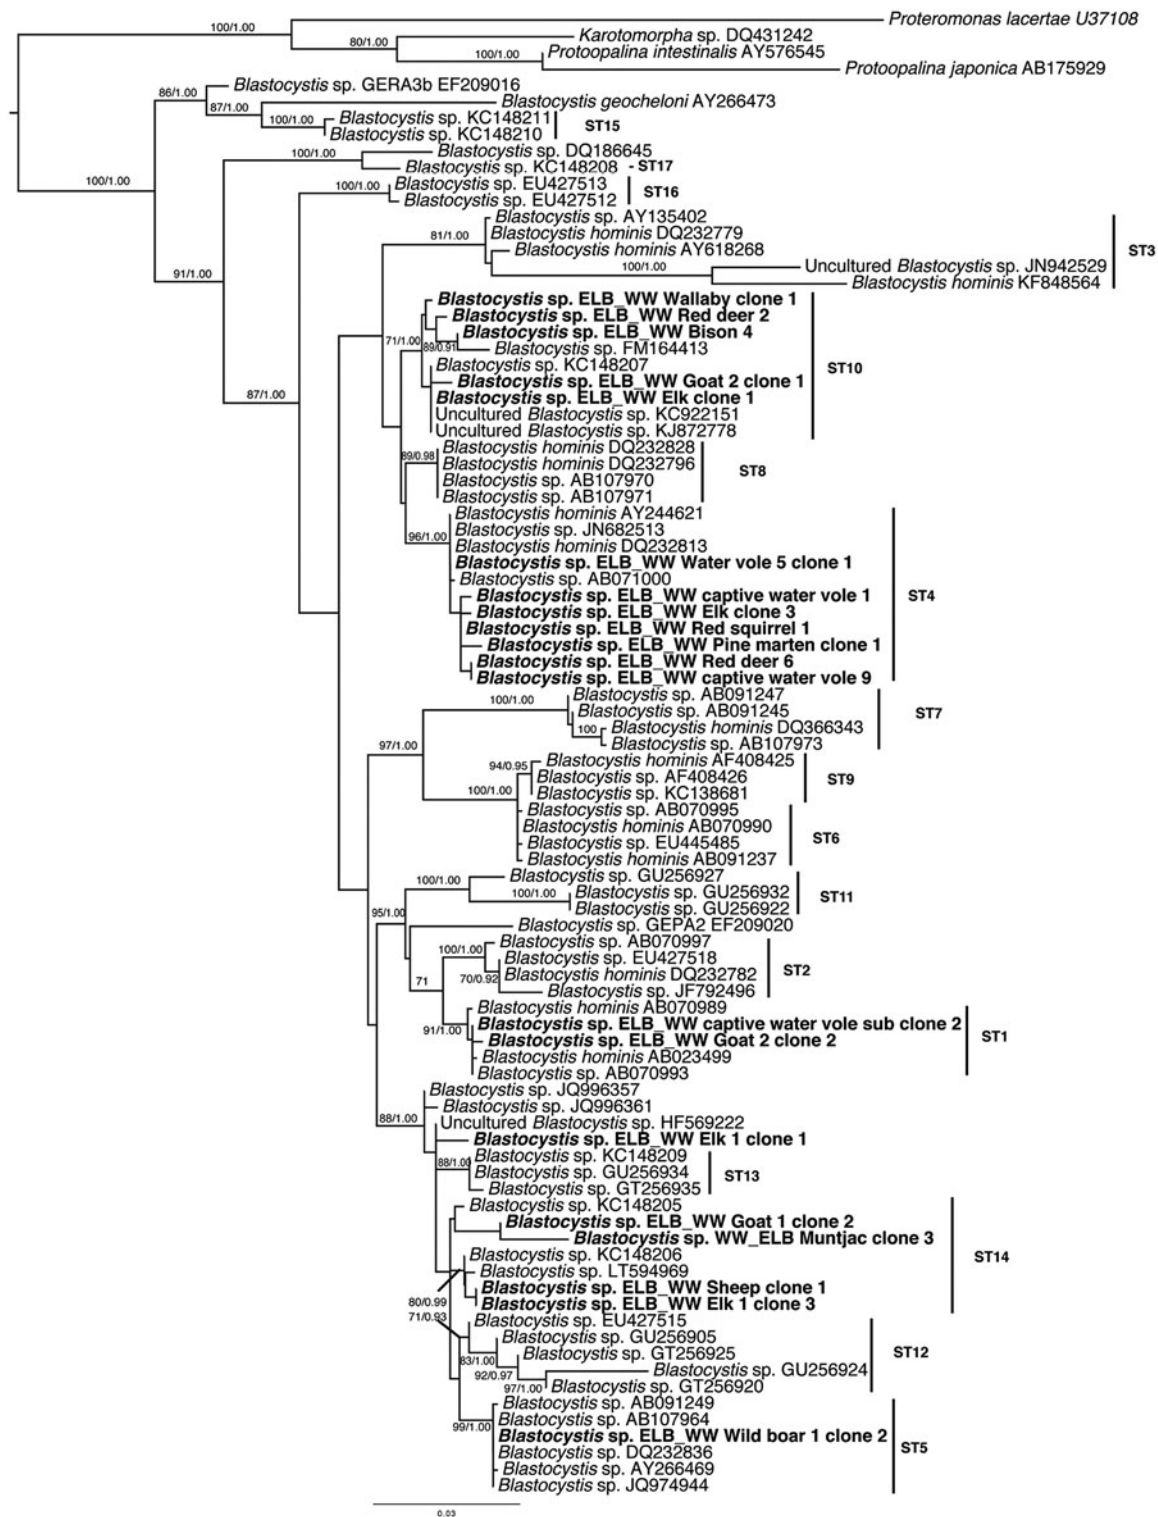 100/1.00 Proteromonas lacertae U37108
80/1.00 Karotomorpha sp. DQ431242
Protoopalina intestinalis AY576545
100/1.00 Protoopalina japonica AB175929
86/1.00 Blastocystis sp. GERA3b EF209016
87/1.00 Blastocystis geocheloni AY266473
100/1.00 Blastocystis sp. KC148211 ST15
Blastocystis sp. KC148210
100/1.00 Blastocystis sp. DQ186645
Blastocystis sp. KC148208 - ST17
100/1.00 100/1.00 Blastocystis sp. EU427513 ST16
Blastocystis sp. EU427512
Blastocystis sp. AY135402
81/1.00 Blastocystis hominis DQ232779
Blastocystis hominis AY618268 ST3
91/1.00 100/1.00 Uncultured Blastocystis sp. JN942529
Blastocystis hominis KF848564
Blastocystis sp. ELB_WW Wallaby clone 1
Blastocystis sp. ELB_WW Red deer 2
71/1.00 Blastocystis sp. ELB_WW Bison 4
89/0.91 Blastocystis sp. FM164413
Blastocystis sp. KC148207 ST10
Blastocystis sp. ELB_WW Goat 2 clone 1
87/1.00 Blastocystis sp. ELB_WW Elk clone 1
Uncultured Blastocystis sp. KC922151
Uncultured Blastocystis sp. KJ872778
Blastocystis hominis DQ232828
89/0.98 Blastocystis hominis DQ232796 ST8
Blastocystis sp. AB107970
Blastocystis sp. AB107971
Blastocystis hominis AY244621
Blastocystis sp. JN682513
96/1.00 Blastocystis hominis DQ232813
Blastocystis sp. ELB_WW Water vole 5 clone 1
Blastocystis sp. AB071000
Blastocystis sp. ELB_WW captive water vole 1 ST4
Blastocystis sp. ELB_WW Elk clone 3
Blastocystis sp. ELB_WW Red squirrel 1
Blastocystis sp. ELB_WW Pine marten clone 1
Blastocystis sp. ELB_WW Red deer 6
Blastocystis sp. ELB_WW captive water vole 9
100/1.00 Blastocystis sp. AB091247
Blastocystis sp. AB091245 ST7
100 Blastocystis hominis DQ366343
97/1.00 Blastocystis sp. AB107973
94/0.95 Blastocystis hominis AF408425
Blastocystis sp. AF408426 ST9
100/1.00 Blastocystis sp. KC138681
Blastocystis sp. AB070995
Blastocystis hominis AB070990
Blastocystis sp. EU445485 ST6
Blastocystis hominis AB091237
100/1.00 Blastocystis sp. GU256927
100/1.00 Blastocystis sp. GU256932 ST11
95/1.00 Blastocystis sp. GU256922
Blastocystis sp. GEPA2 EF209020
100/1.00 Blastocystis sp. AB070997
Blastocystis sp. EU427518
71 70/0.92 Blastocystis hominis DQ232782 ST2
Blastocystis sp. JF792496
Blastocystis hominis AB070989
91/1.00 Blastocystis sp. ELB_WW captive water vole sub clone 2
Blastocystis sp. ELB_WW Goat 2 clone 2 ST1
Blastocystis hominis AB023499
Blastocystis sp. AB070993
Blastocystis sp. JQ996357
Blastocystis sp. JQ996361
88/1.00 Uncultured Blastocystis sp. HF569222
Blastocystis sp. ELB_WW Elk 1 clone 1
88/1.00 Blastocystis sp. KC148209
Blastocystis sp. GU256934 ST13
Blastocystis sp. GT256935
Blastocystis sp. KC148205
Blastocystis sp. ELB_WW Goat 1 clone 2
Blastocystis sp. WW_ELB Muntjac clone 3
Blastocystis sp. KC148206 ST14
Blastocystis sp. LT594969
Blastocystis sp. ELB_WW Sheep clone 1
80/0.99 Blastocystis sp. ELB_WW Elk 1 clone 3
71/0.93 Blastocystis sp. EU427515
Blastocystis sp. GU256905
83/1.00 Blastocystis sp. GT256925 ST12
92/0.97 Blastocystis sp. GU256924
97/1.00 Blastocystis sp. GT256920
Blastocystis sp. AB091249
99/1.00 Blastocystis sp. AB107964
Blastocystis sp. ELB_WW Wild boar 1 clone 2
Blastocystis sp. DQ232836 ST5
Blastocystis sp. AY266469
Blastocystis sp. JQ974944
0.03